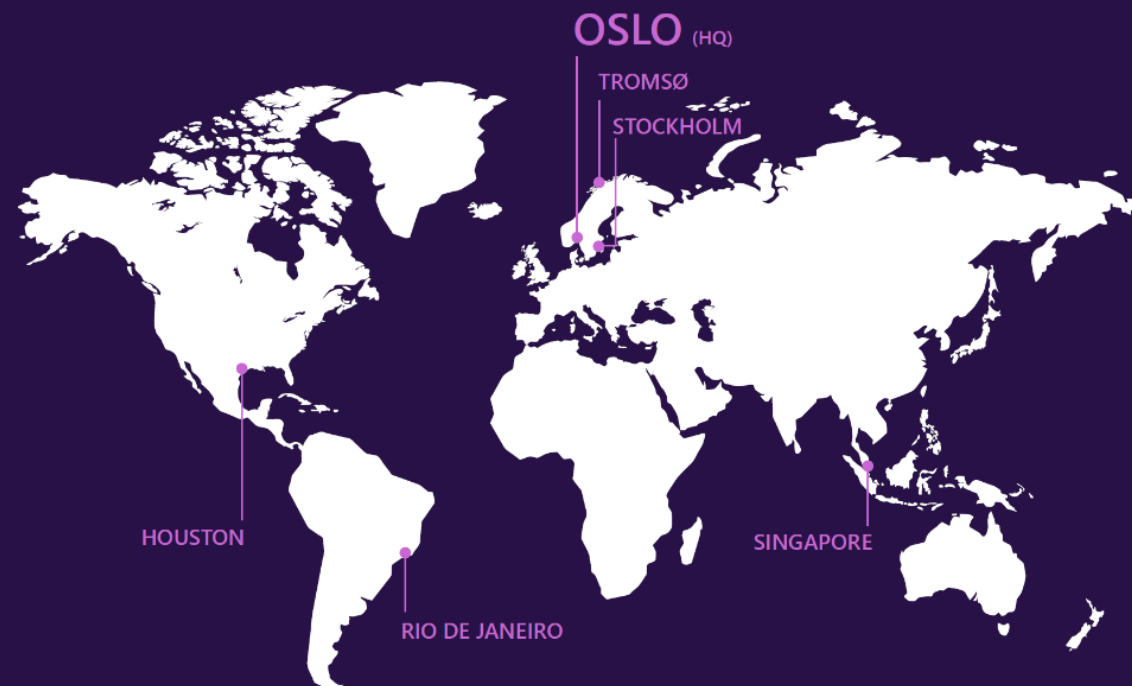 OSLO (HQ)
TROMSØ
STOCKHOLM
HOUSTON
SINGAPORE
RIO DE JANEIRO